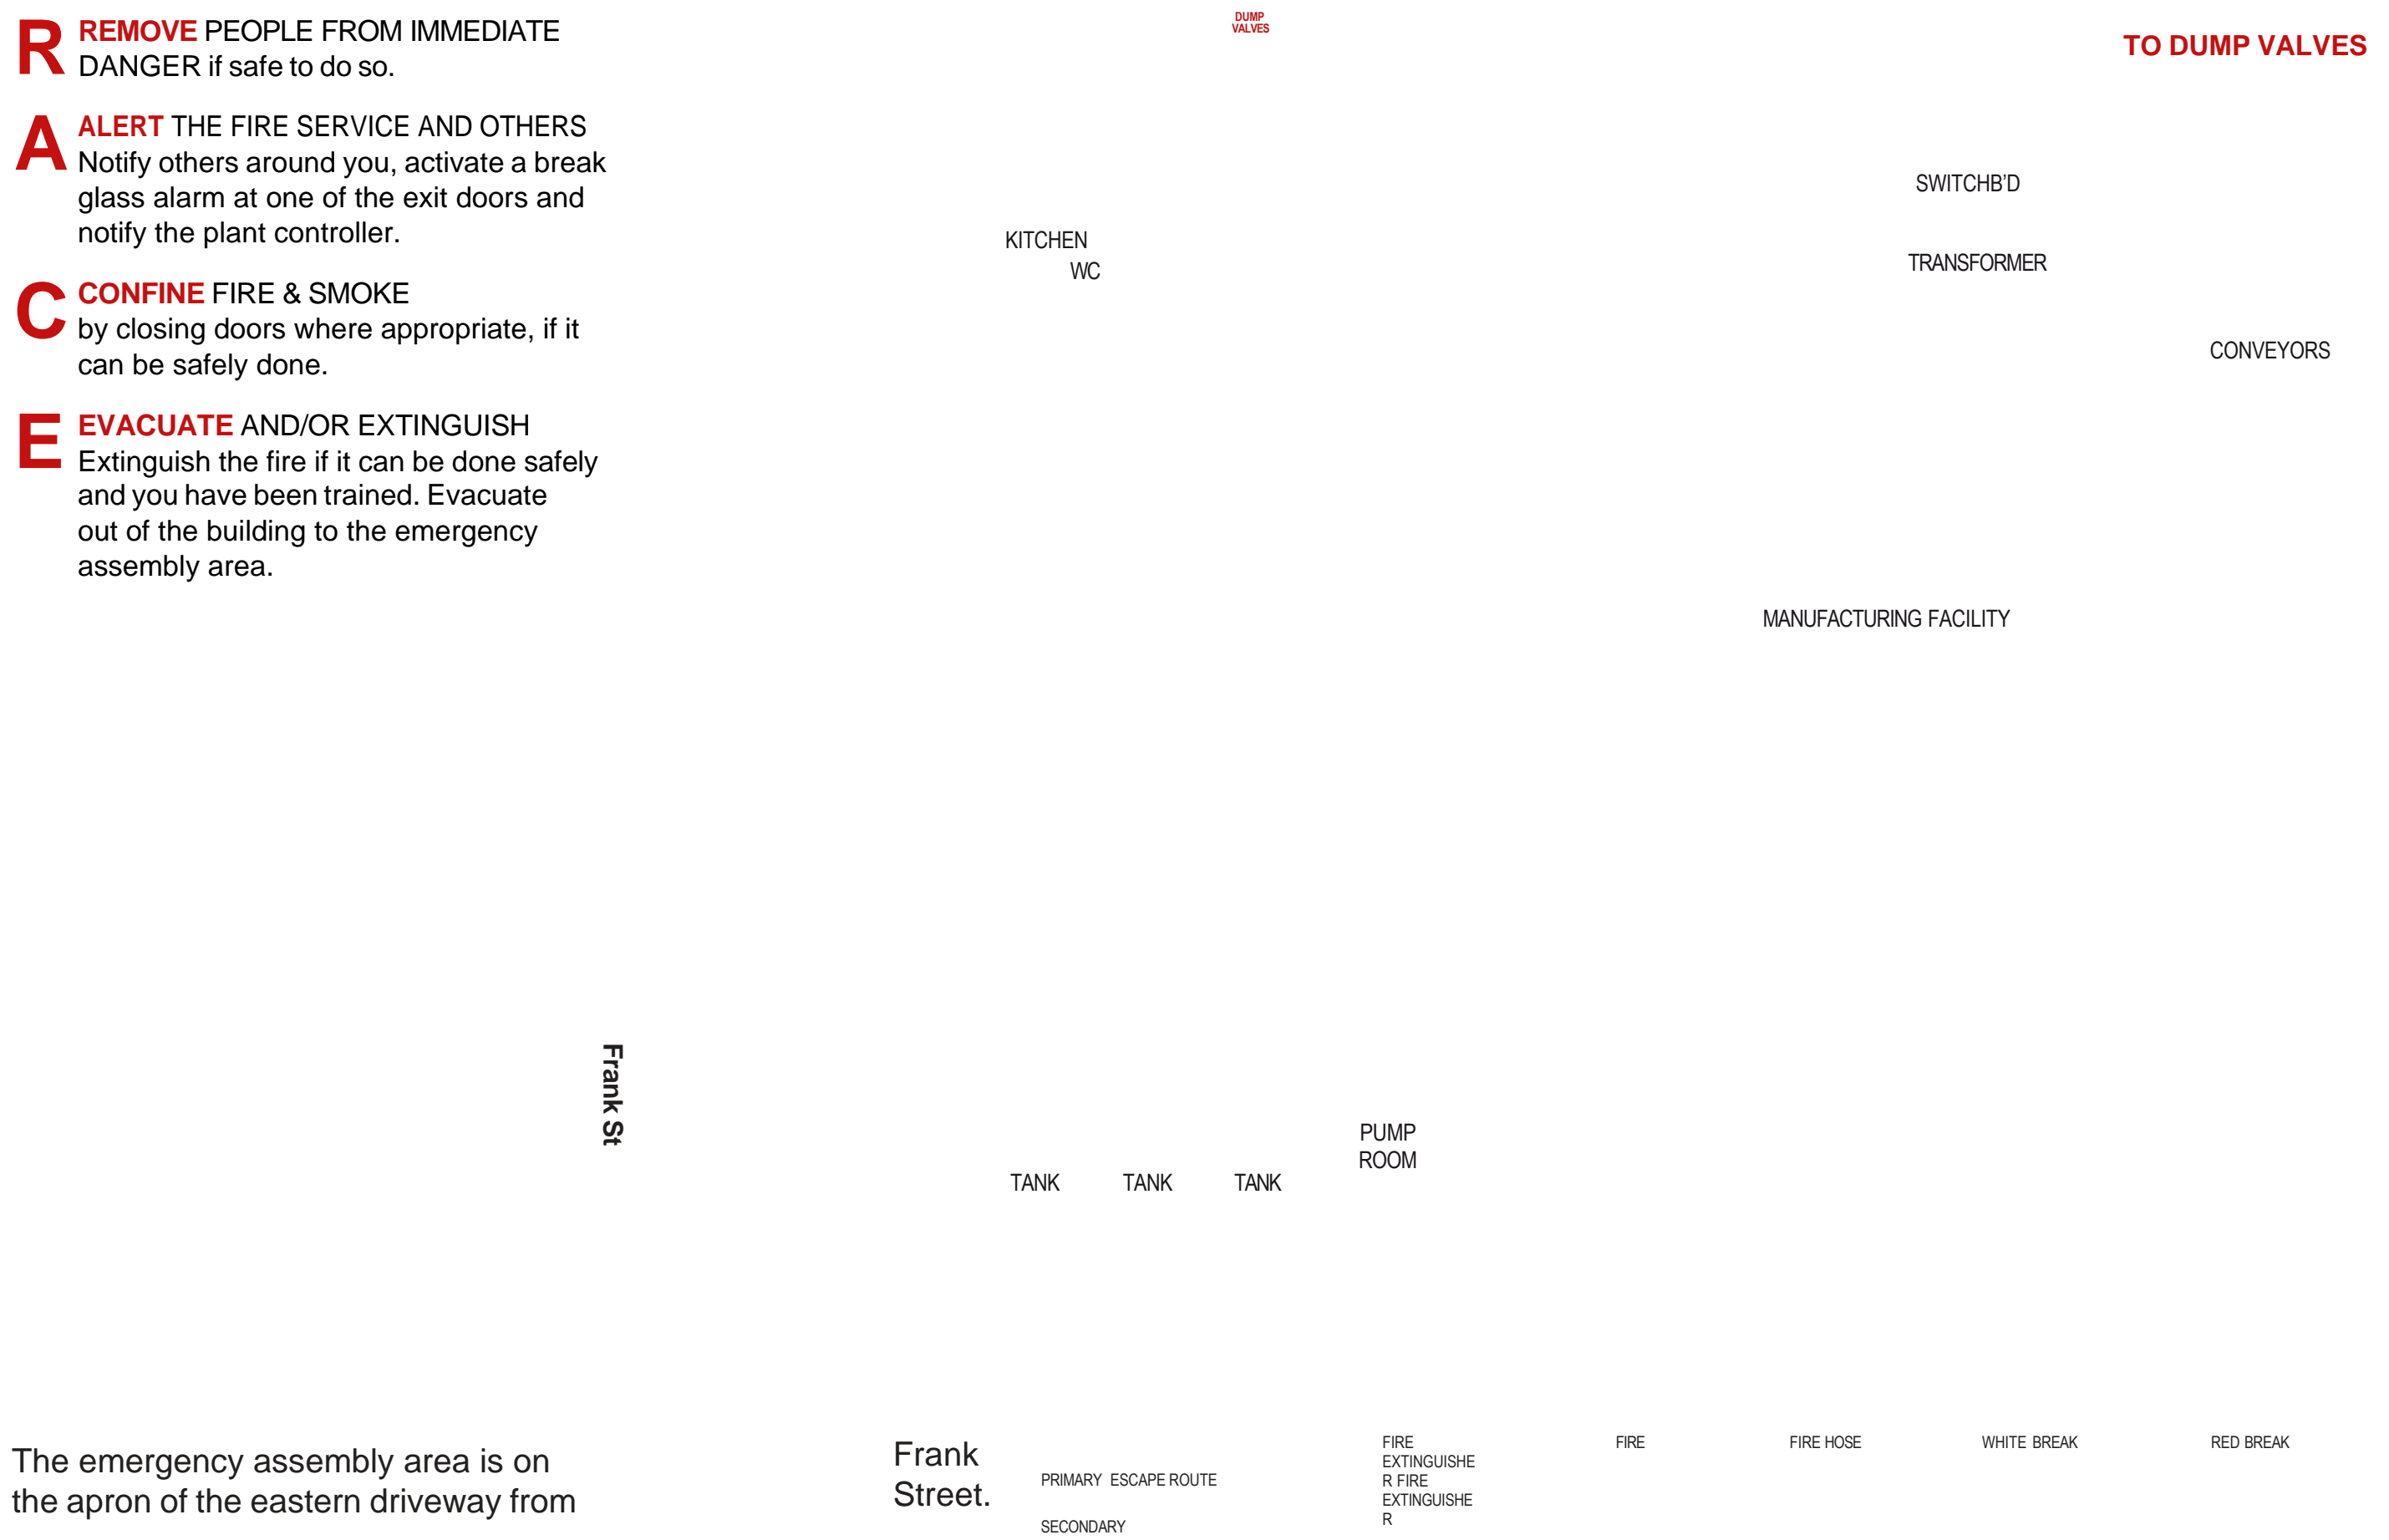 R REMOVE PEOPLE FROM IMMEDIATE
DANGER if safe to do so.
A ALERT THE FIRE SERVICE AND OTHERS
Notify others around you, activate a break
glass alarm at one of the exit doors and
notify the plant controller.
C CONFINE FIRE & SMOKE
by closing doors where appropriate, if it
can be safely done.
E EVACUATE AND/OR EXTINGUISH
Extinguish the fire if it can be done safely
and you have been trained. Evacuate
out of the building to the emergency
assembly area.
DUMP
VALVES
TO DUMP VALVES
SWITCHB’D
KITCHEN
WC
TRANSFORMER
CONVEYORS
MANUFACTURING FACILITY
Frank St
PUMP
ROOM
TANK TANK TANK
The emergency assembly area is on
the apron of the eastern driveway from
Frank
Street.
PRIMARY ESCAPE ROUTE
SECONDARY
FIRE
EXTINGUISHE
R FIRE
EXTINGUISHE
R
FIRE
FIRE HOSE
WHITE BREAK
RED BREAK